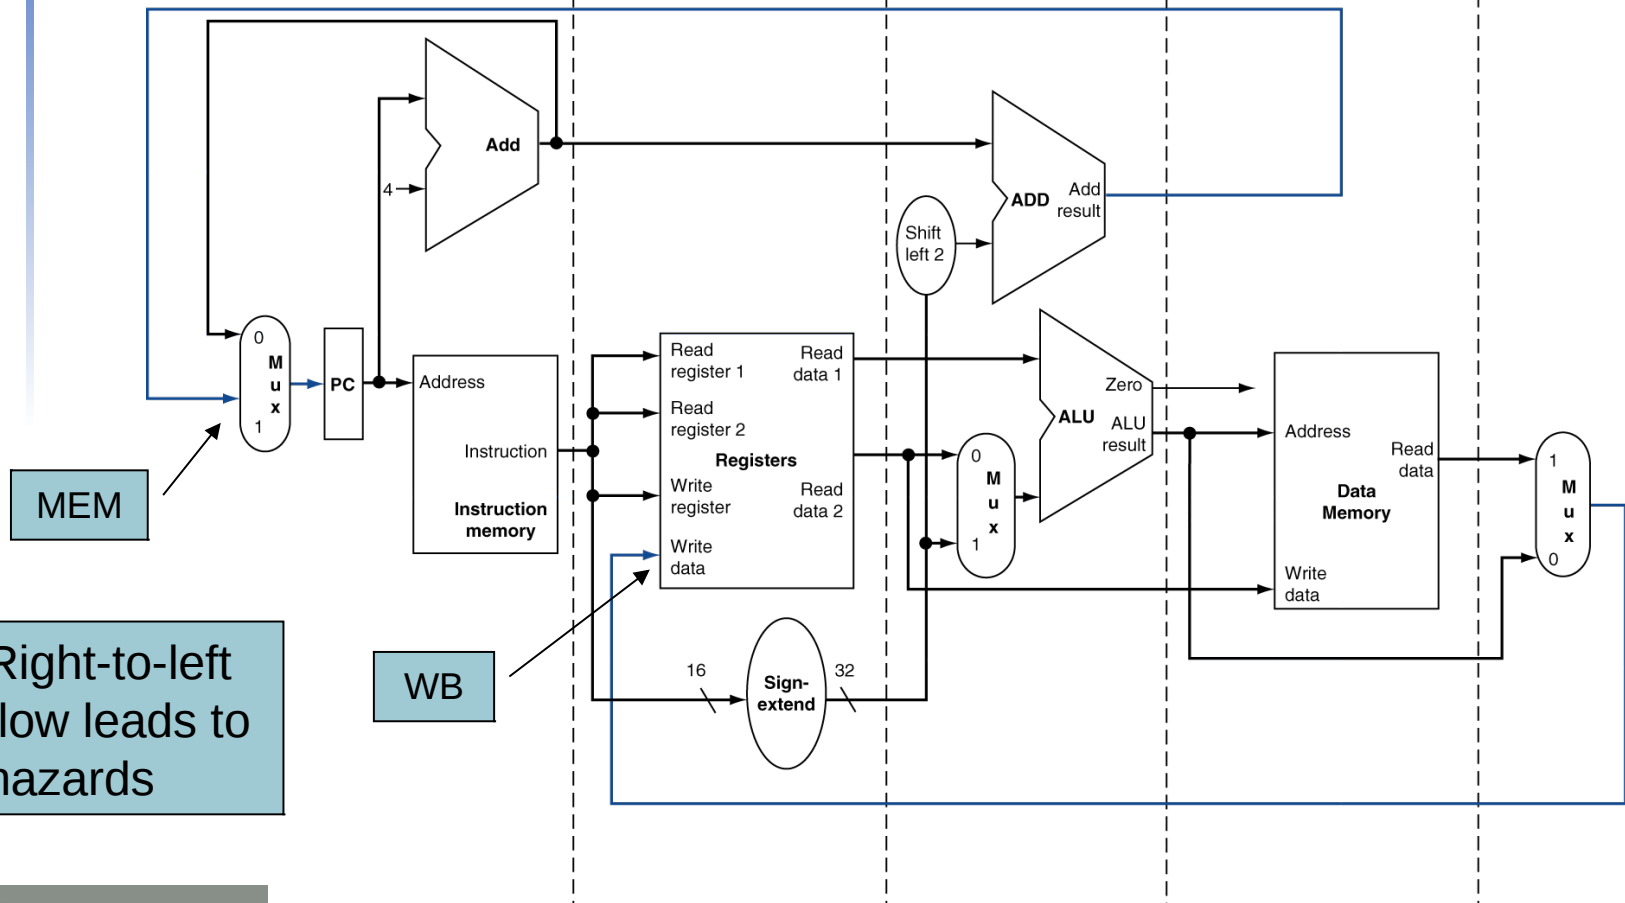 Add
4
ADD
Add
result
Shift
left 2
0
M
u
x
1
PC
Address
Instruction
Instruction
memory
Read
register 1
Read
register 2
Registers
Write
register
Write
data
Read
data 1
Read
data 2
0
M
u
x
1
Zero
ALU
ALU
result
Address
Read
data
Data
Memory
Write
data
1
M
u
x
0
MEM
WB
16
Sign-
extend
32
Right-to-left
low leads to
hazards